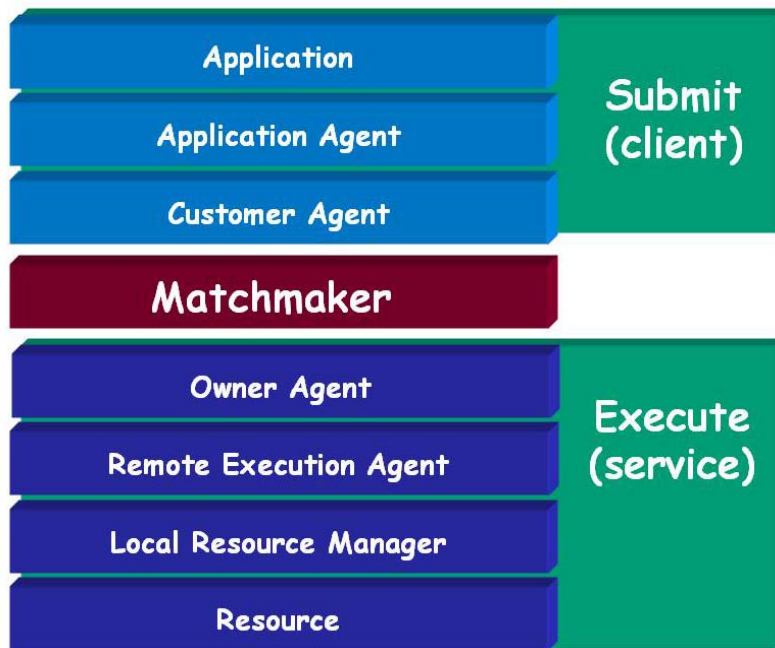 Application
Application Agent
Customer Agent
Submit
(client)
Matchmaker
Owner Agent
Remote Execution Agent
Local Resource Manager
Resource
Execute
(service)